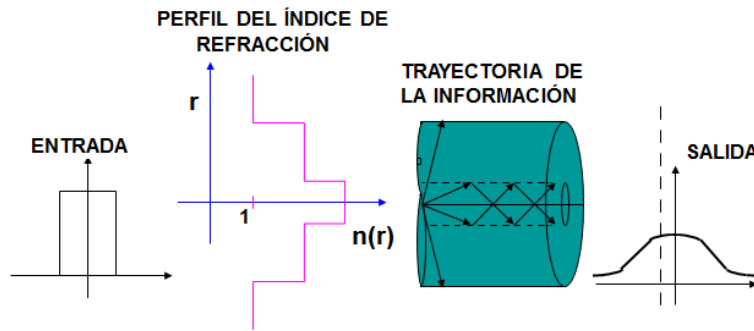 PERFIL DEL ÍNDICE DE
REFRACCIÓN
TRAYECTORIA DE
LA INFORMACIÓN
ENTRADA
r
SALIDA
1
n(r)